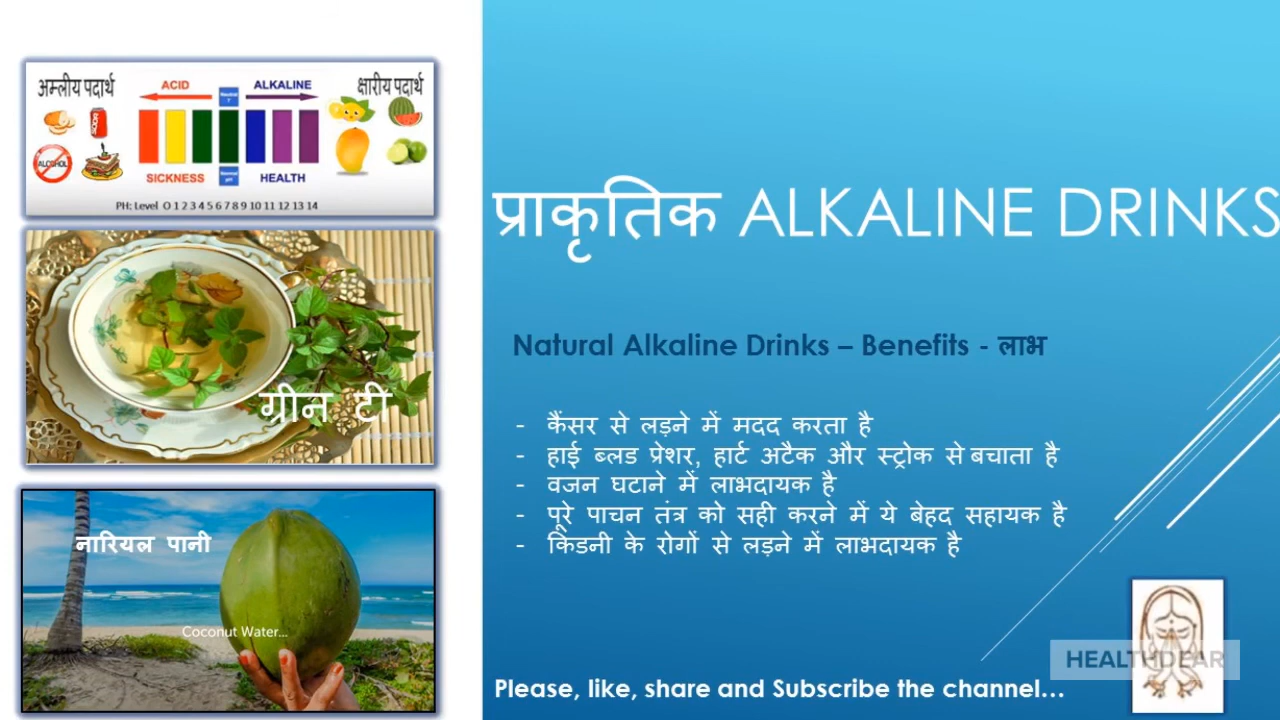 अम्लीय पदार्थ
ACID
ALKALINE
क्षारीय पदार्थ
Neutral
7
ALCOHOL
SICKNESS
HEALTH
PH: Level 0 1 2 3 4 5 6 7 8 9 10 11 12 13 14
ग्रीन टी
नारियल पानी
Coconut Water...
प्राकृतिक ALKALINE DRINKS
Natural Alkaline Drinks – Benefits - लाभ
- कैंसर से लड़ने में मदद करता है
- हाई ब्लड प्रेशर, हार्ट अटैक और स्ट्रोक से बचाता है
- वजन घटाने में लाभदायक है
- पूरे पाचन तंत्र को सही करने में ये बेहद सहायक है
- किडनी के रोगों से लड़ने में लाभदायक है
HEALTHDEAR
Please, like, share and Subscribe the channel...